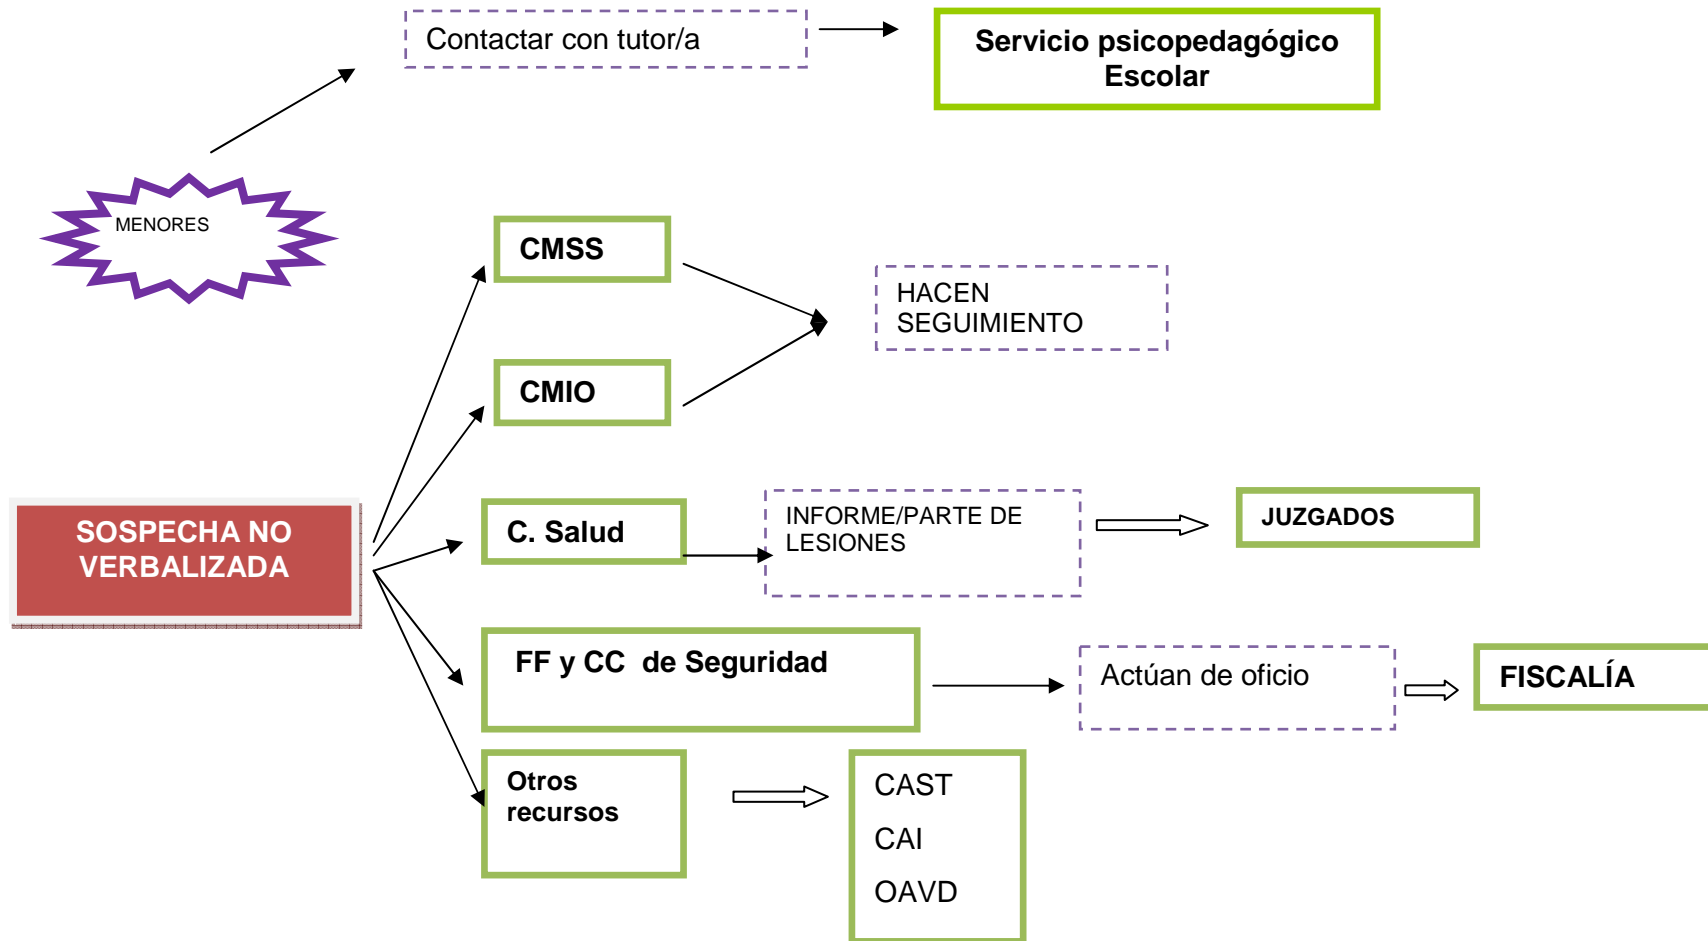 Contactar con tutor/a
Servicio psicopedagógico
Escolar
MENORES
CMSS
HACEN
SEGUIMIENTO
CMIO
SOSPECHA NO
VERBALIZADA
C. Salud
INFORME/PARTE DE
LESIONES
JUZGADOS
FF y CC  de Seguridad
Actúan de oficio
FISCALÍA
Otros
recursos
CAST
CAI
OAVD